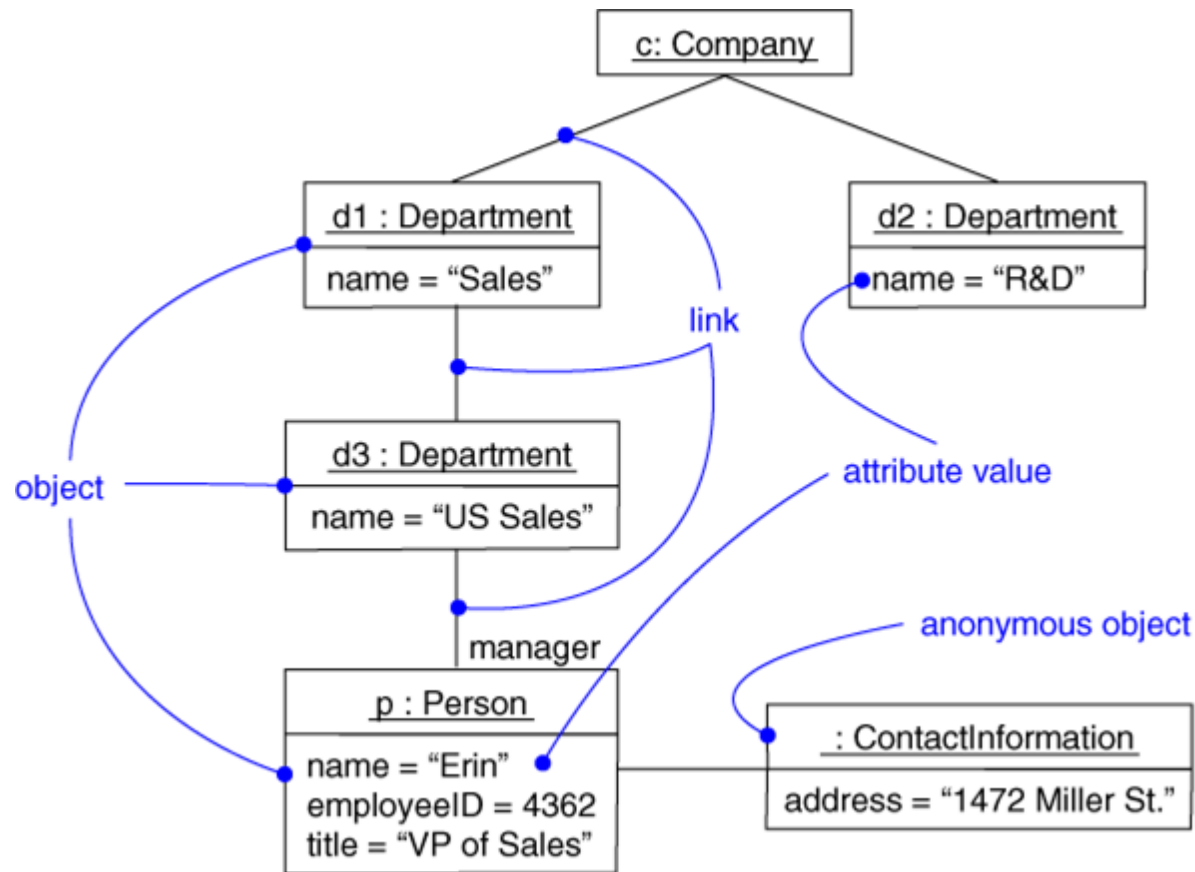 c: Company
d1 : Department
name = “Sales”
d2 : Department
name = “R&D”
link
d3 : Department
name = “US Sales”
object
attribute value
manager
anonymous object
p : Person
name = “Erin”
employeeID = 4362
title = “VP of Sales”
: ContactInformation
address = “1472 Miller St.”